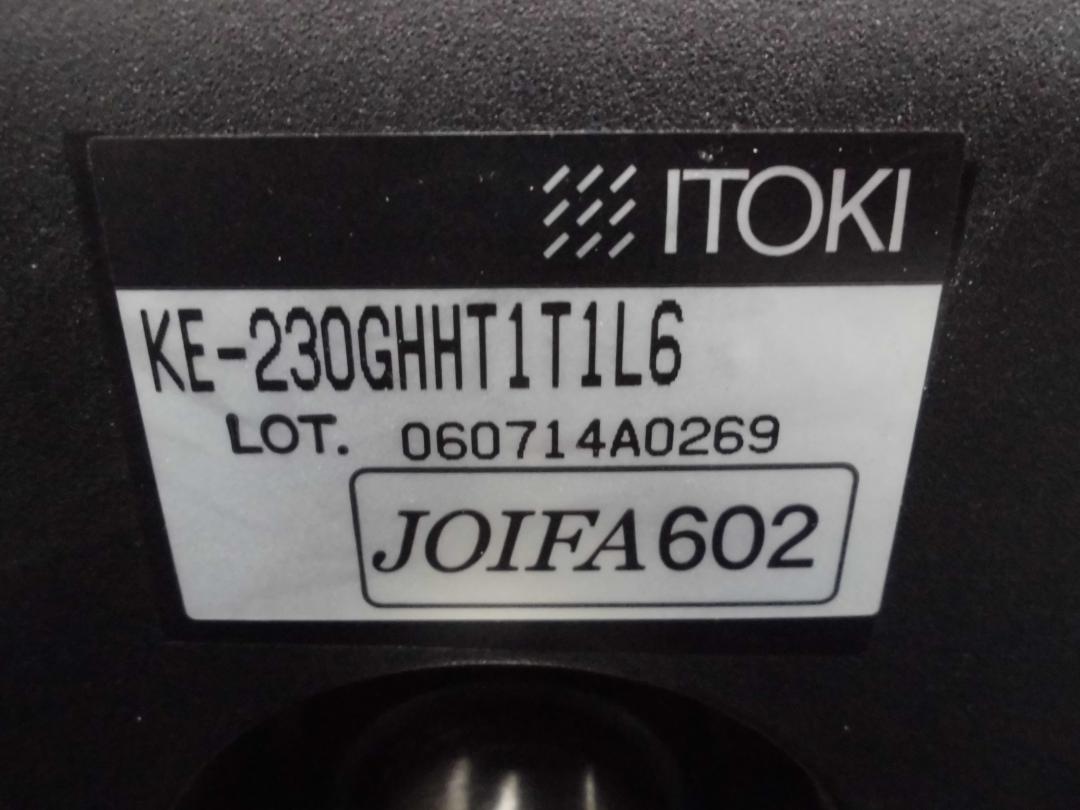 ITOKI
KE-230GHHT1T1L6
LOT. 060714A0269
JOIFA602